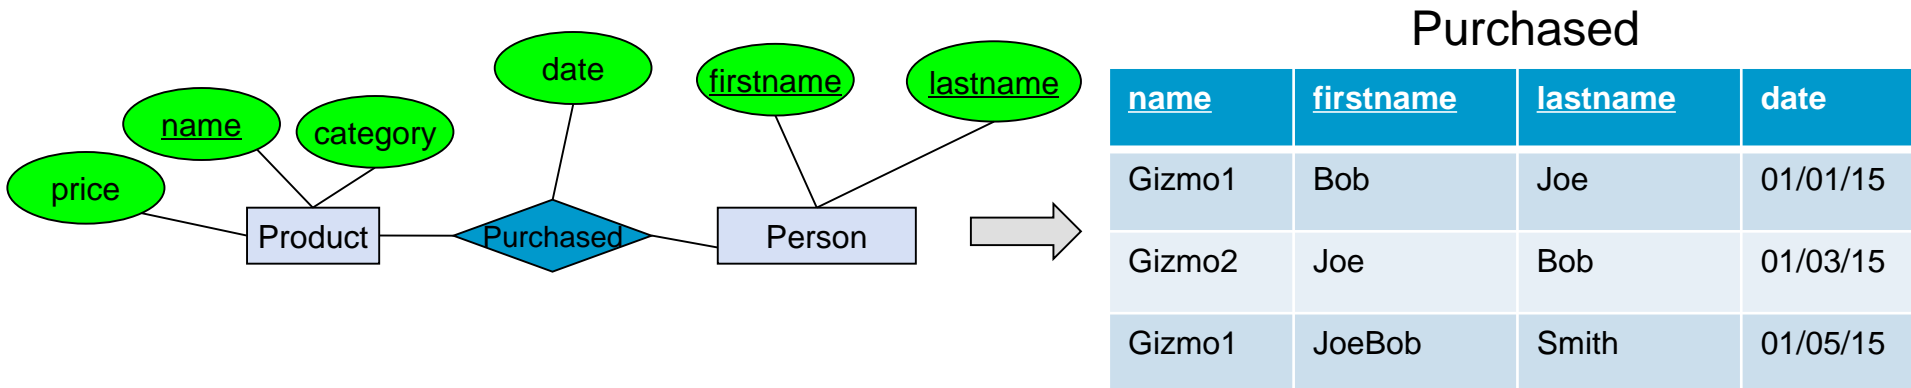 Purchased
date
firstname
lastname
name
category
price
Product
Purchased
Person
name firstname lastname date
Gizmo1 Bob Joe 01/01/15
Gizmo2 Joe Bob 01/03/15
Gizmo1 JoeBob Smith 01/05/15